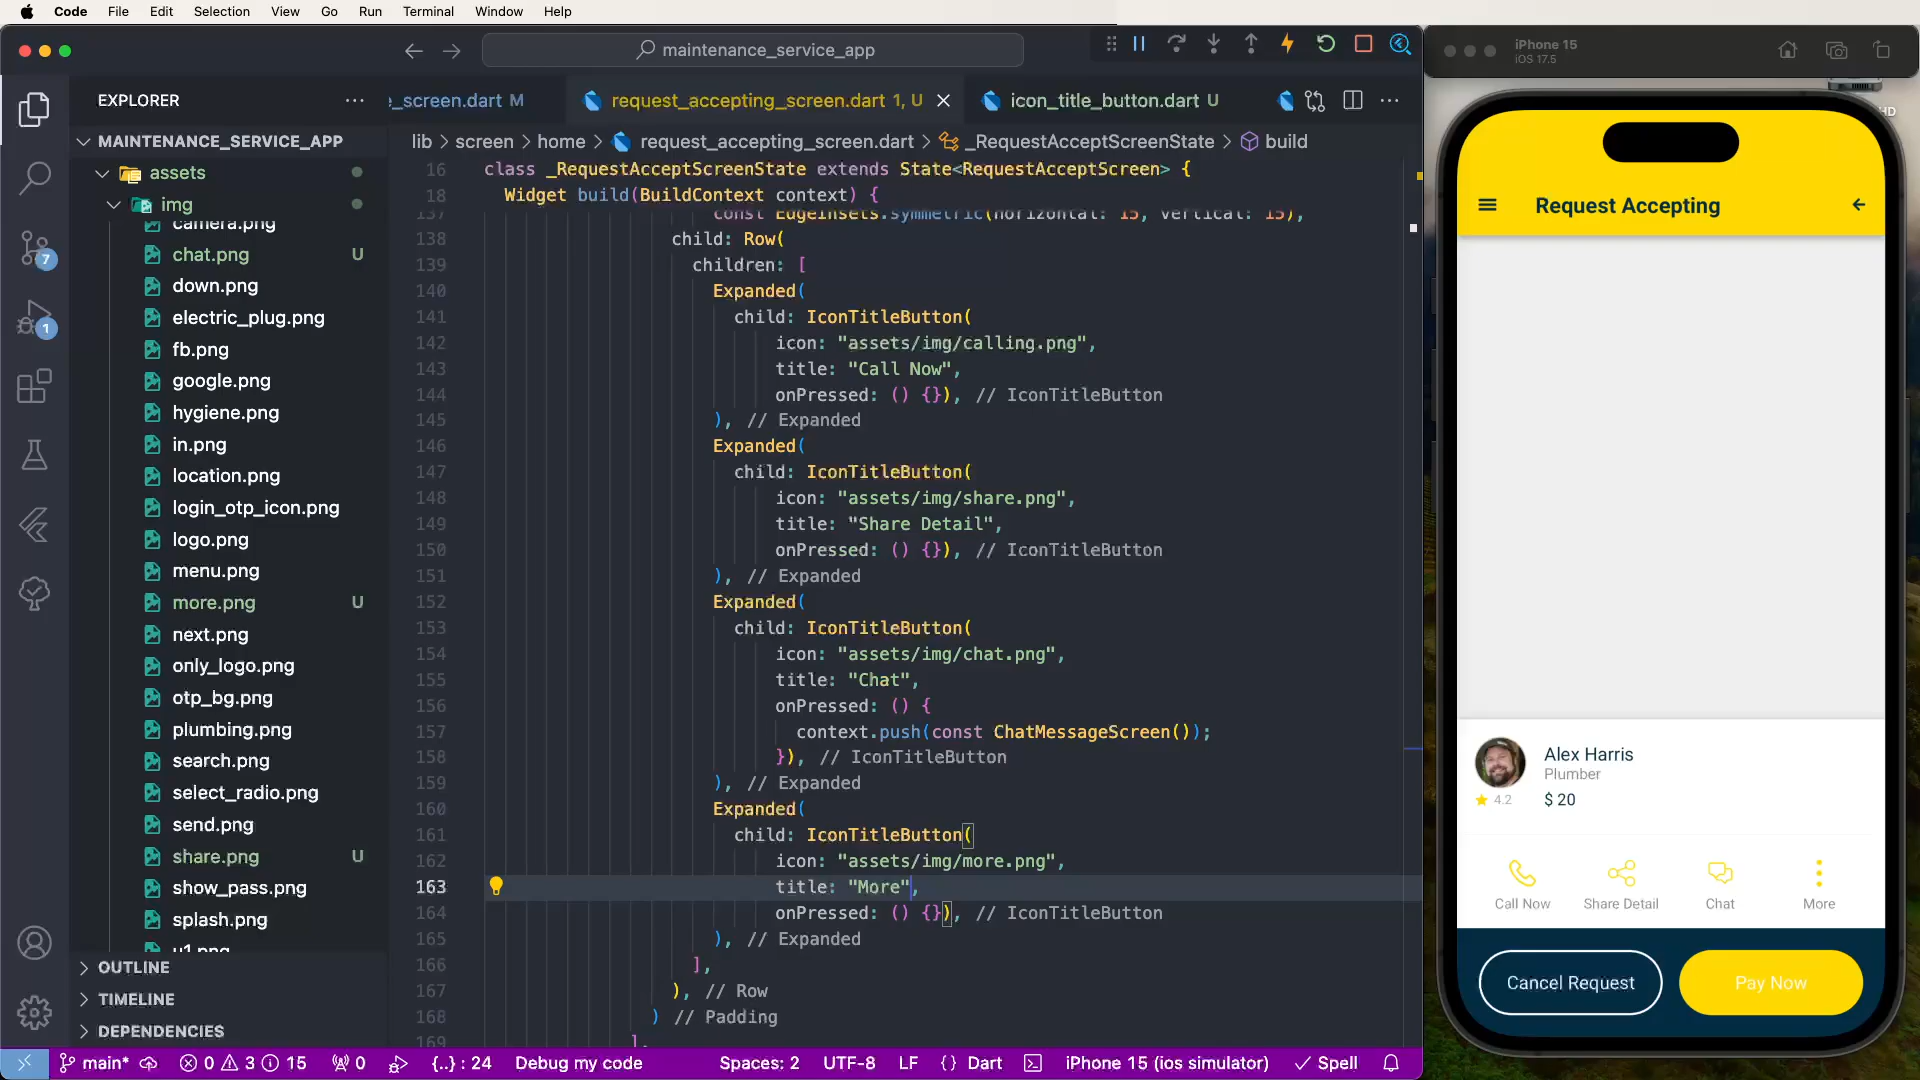 Code File Edit Selection View Go Run Terminal Window Help
maintenance_service_app
EXPLORER
MAINTENANCE_SERVICE_APP
assets
img
camera.png
chat.png U
down.png
electric_plug.png
fb.png
google.png
hygiene.png
in.png
location.png
login_otp_icon.png
logo.png
menu.png
more.png U
next.png
only_logo.png
otp_bg.png
plumbing.png
search.png
select_radio.png
send.png
share.png U
show_pass.png
splash.png
u1.png
OUTLINE
TIMELINE
DEPENDENCIES
7
1
e_screen.dart M
request_accepting_screen.dart 1, U
icon_title_button.dart U
lib > screen > home > request_accepting_screen.dart > _RequestAcceptScreenState > build
16 class _RequestAcceptScreenState extends State<RequestAcceptScreen> {
18 Widget build(BuildContext context) {
137 const EdgeInsets.symmetric(horizontal: 15, vertical: 15),
138 child: Row(
139 children: [
140 Expanded(
141 child: IconTitleButton(
142 icon: "assets/img/calling.png",
143 title: "Call Now",
144 onPressed: () {}), // IconTitleButton
145 ), // Expanded
146 Expanded(
147 child: IconTitleButton(
148 icon: "assets/img/share.png",
149 title: "Share Detail",
150 onPressed: () {}), // IconTitleButton
151 ), // Expanded
152 Expanded(
153 child: IconTitleButton(
154 icon: "assets/img/chat.png",
155 title: "Chat",
156 onPressed: () {
157 context.push(const ChatMessageScreen());
158 }), // IconTitleButton
159 ), // Expanded
160 Expanded(
161 child: IconTitleButton(
162 icon: "assets/img/more.png",
163 title: "More",
164 onPressed: () {}), // IconTitleButton
165 ), // Expanded
166 ],
167 ), // Row
168 ) // Padding
169 ],
main* 0 3 15 0 {..} : 24 Debug my code Spaces: 2 UTF-8 LF {} Dart iPhone 15 (ios simulator) Spell
iPhone 15
iOS 17.5
HD
Request Accepting
Alex Harris
Plumber
4.2 $ 20
Call Now Share Detail Chat More
Cancel Request Pay Now